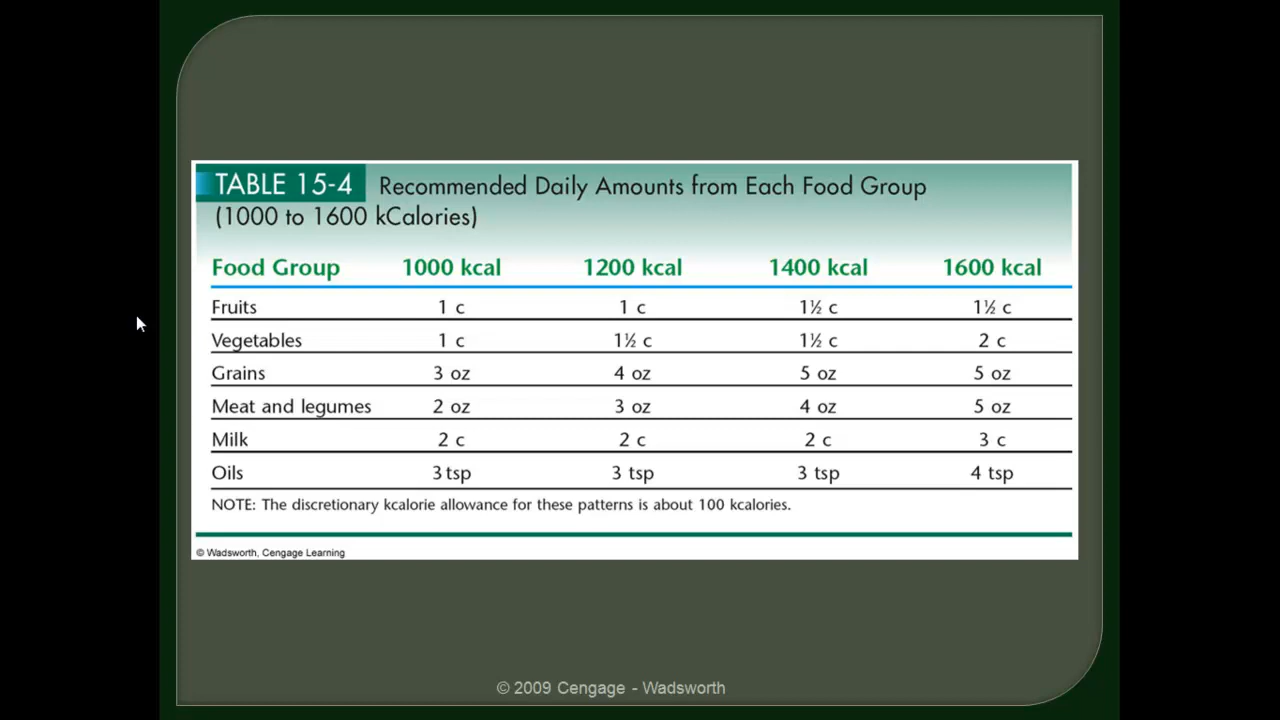 TABLE 15-4 Recommended Daily Amounts from Each Food Group
(1000 to 1600 kCalories)
Food Group 1000 kcal 1200 kcal 1400 kcal 1600 kcal
Fruits 1 c 1 c 1½ c 1½ c
Vegetables 1 c 1½ c 1½ c 2 c
Grains 3 oz 4 oz 5 oz 5 oz
Meat and legumes 2 oz 3 oz 4 oz 5 oz
Milk 2 c 2 c 2 c 3 c
Oils 3 tsp 3 tsp 3 tsp 4 tsp
NOTE: The discretionary kcalorie allowance for these patterns is about 100 kcalories.
© Wadsworth, Cengage Learning
© 2009 Cengage - Wadsworth